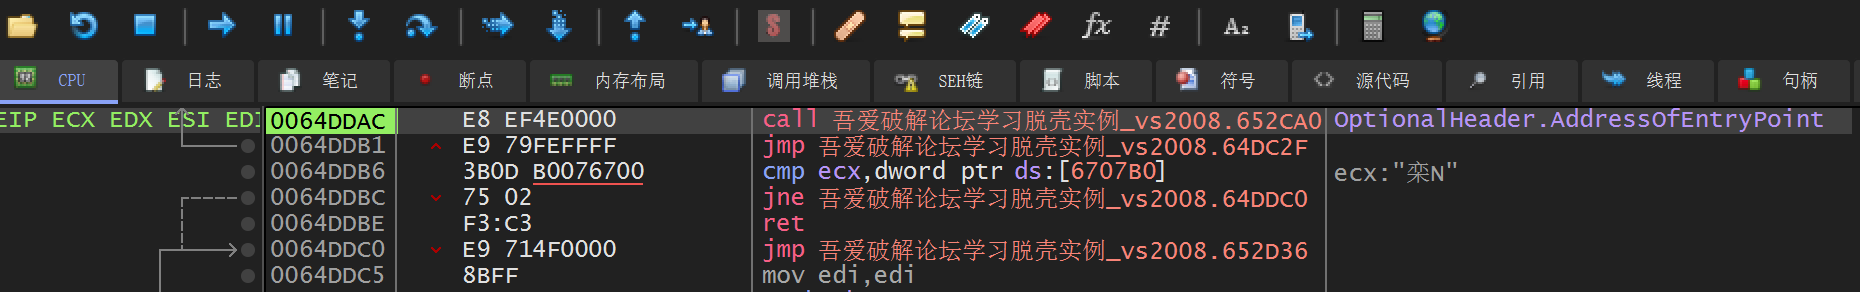 S fx # Az
CPU 日志 笔记 断点 内存布局 调用堆栈 SEH链 脚本 符号 源代码 引用 线程 句柄
EIP ECX EDX ESI EDI 0064DDAC E8 EF4E0000 call 吾爱破解论坛学习脱壳实例_vs2008.652CA0 OptionalHeader.AddressOfEntryPoint
0064DDB1 E9 79FEFFFF jmp 吾爱破解论坛学习脱壳实例_vs2008.64DC2F
0064DDB6 3B0D B0076700 cmp ecx,dword ptr ds:[6707B0] ecx:"栾N"
0064DDBC 75 02 jne 吾爱破解论坛学习脱壳实例_vs2008.64DDC0
0064DDBE F3:C3 ret
0064DDC0 E9 714F0000 jmp 吾爱破解论坛学习脱壳实例_vs2008.652D36
0064DDC5 8BFF mov edi,edi